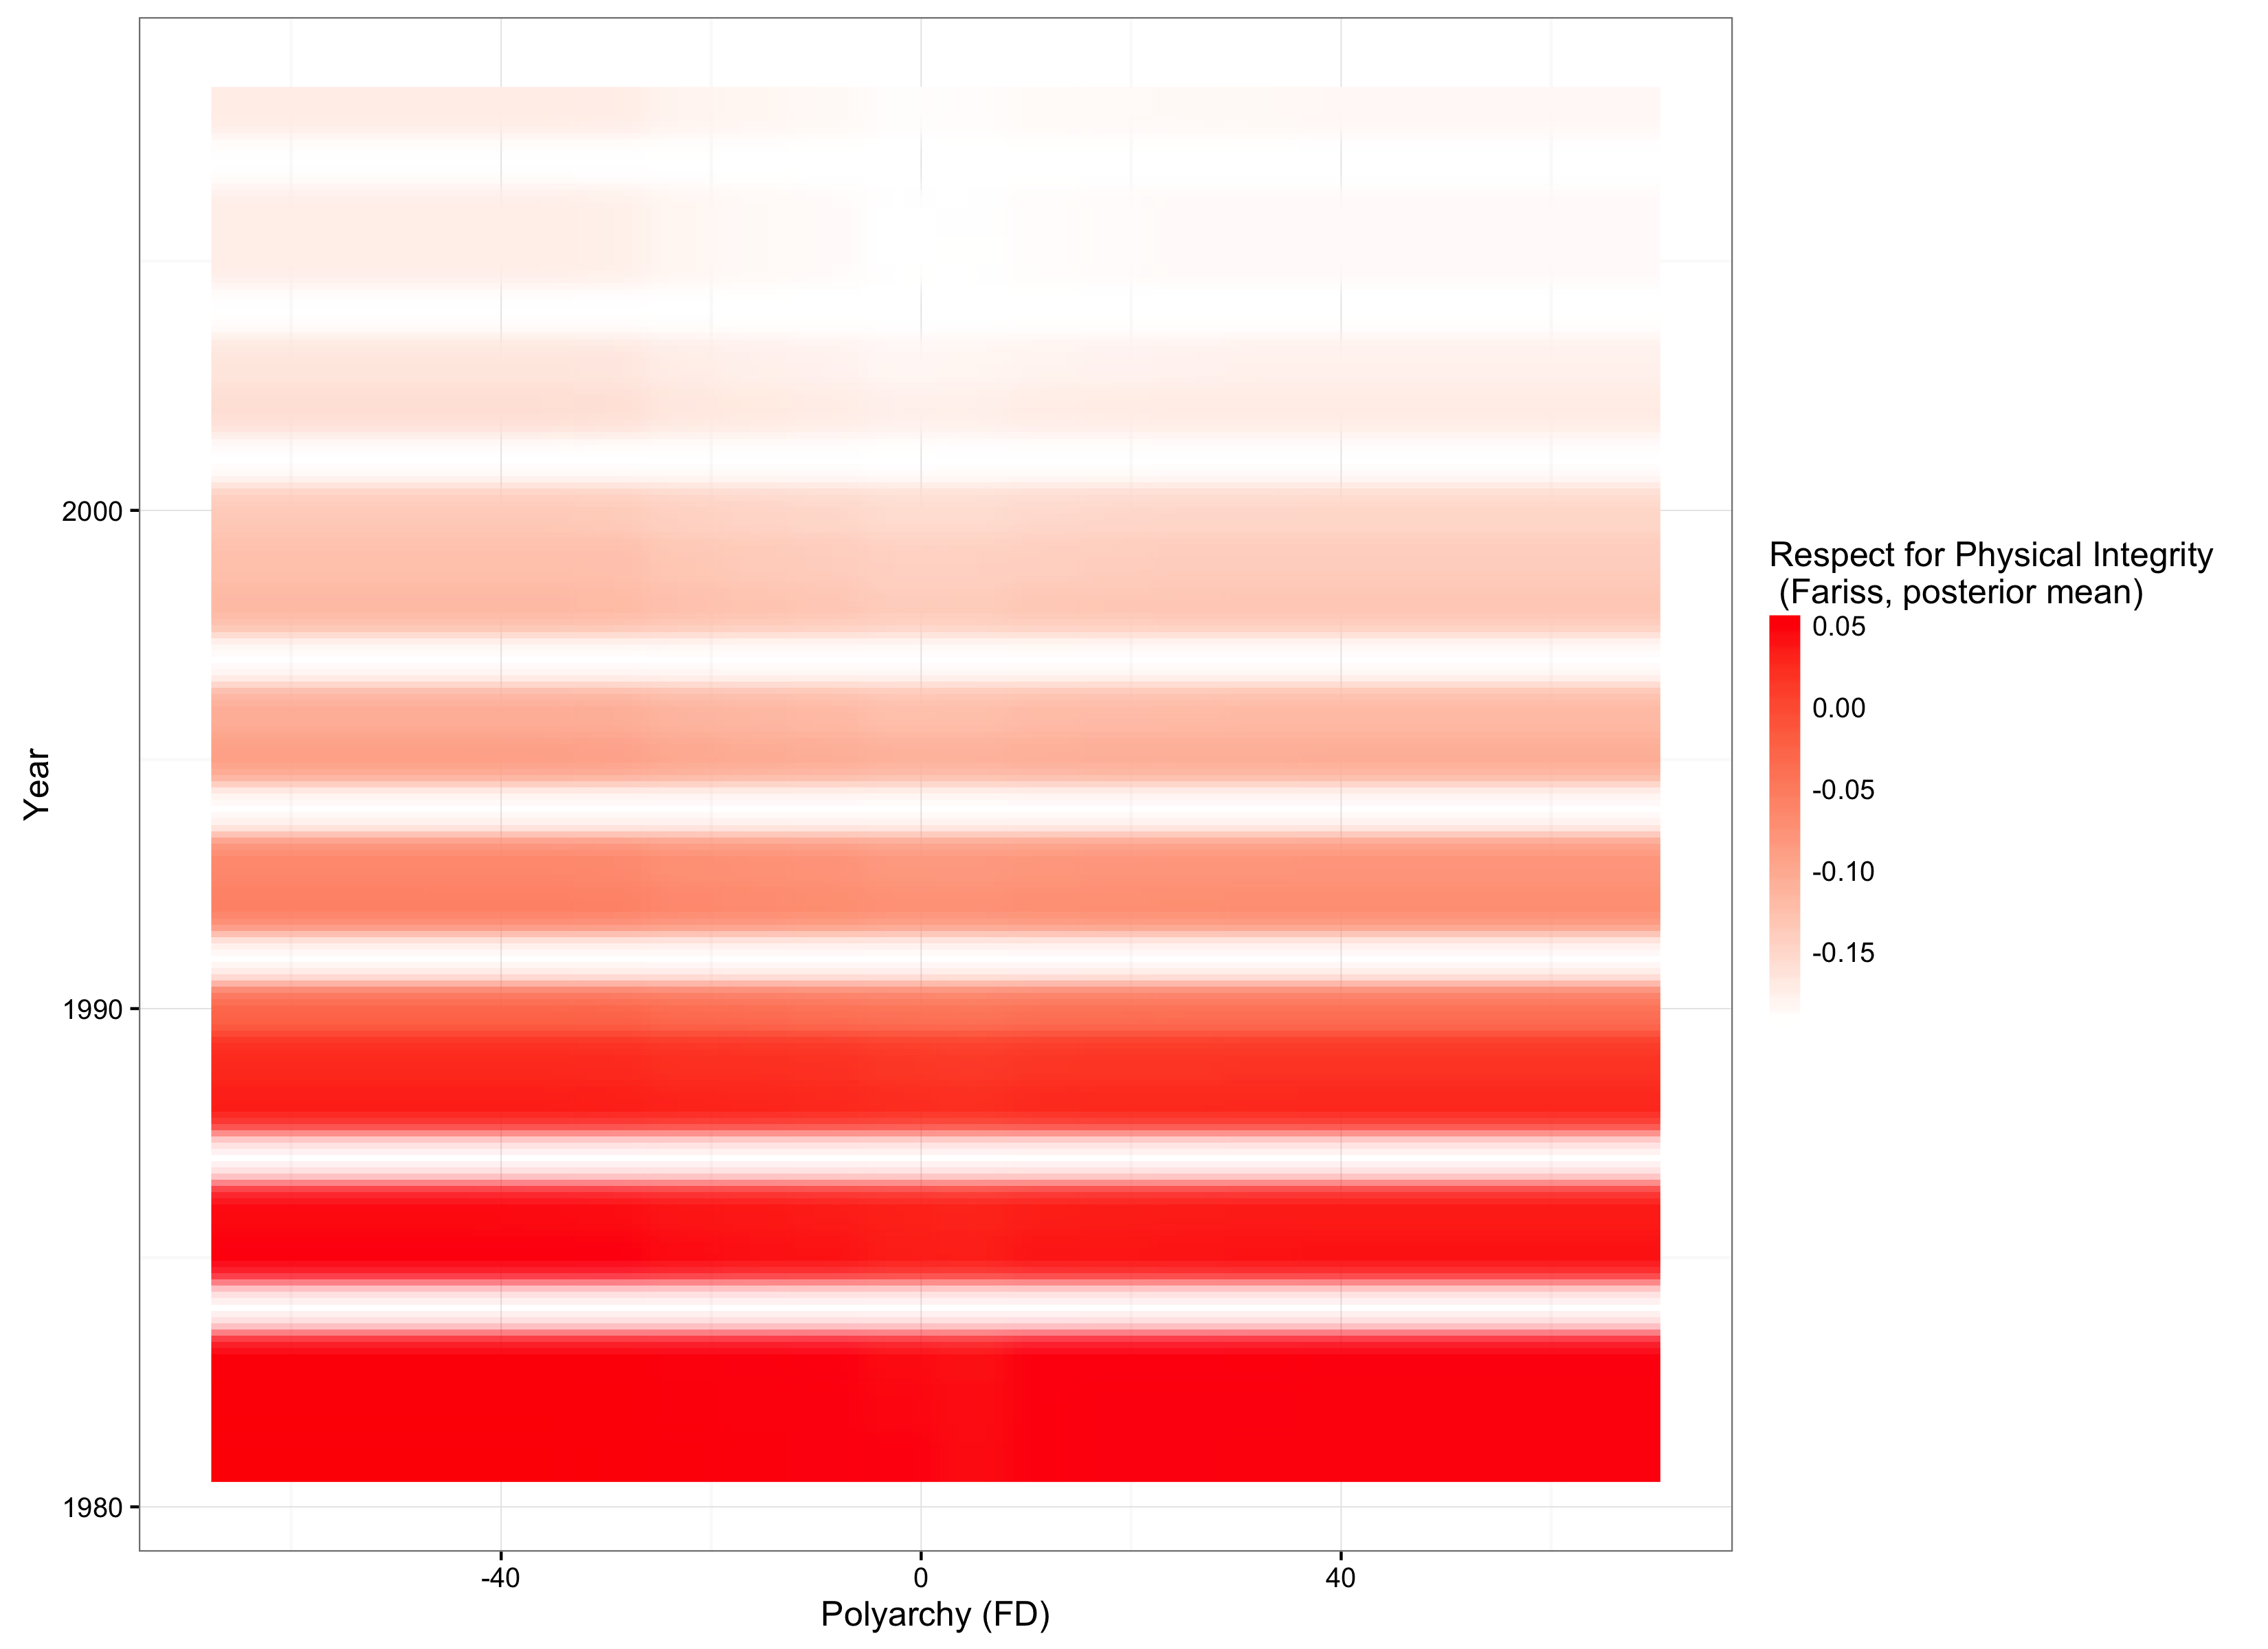 2000
1990
1980
Year
-40
0
40
Polyarchy (FD)
Respect for Physical Integrity
(Fariss, posterior mean)
0.05
0.00
-0.05
-0.10
-0.15